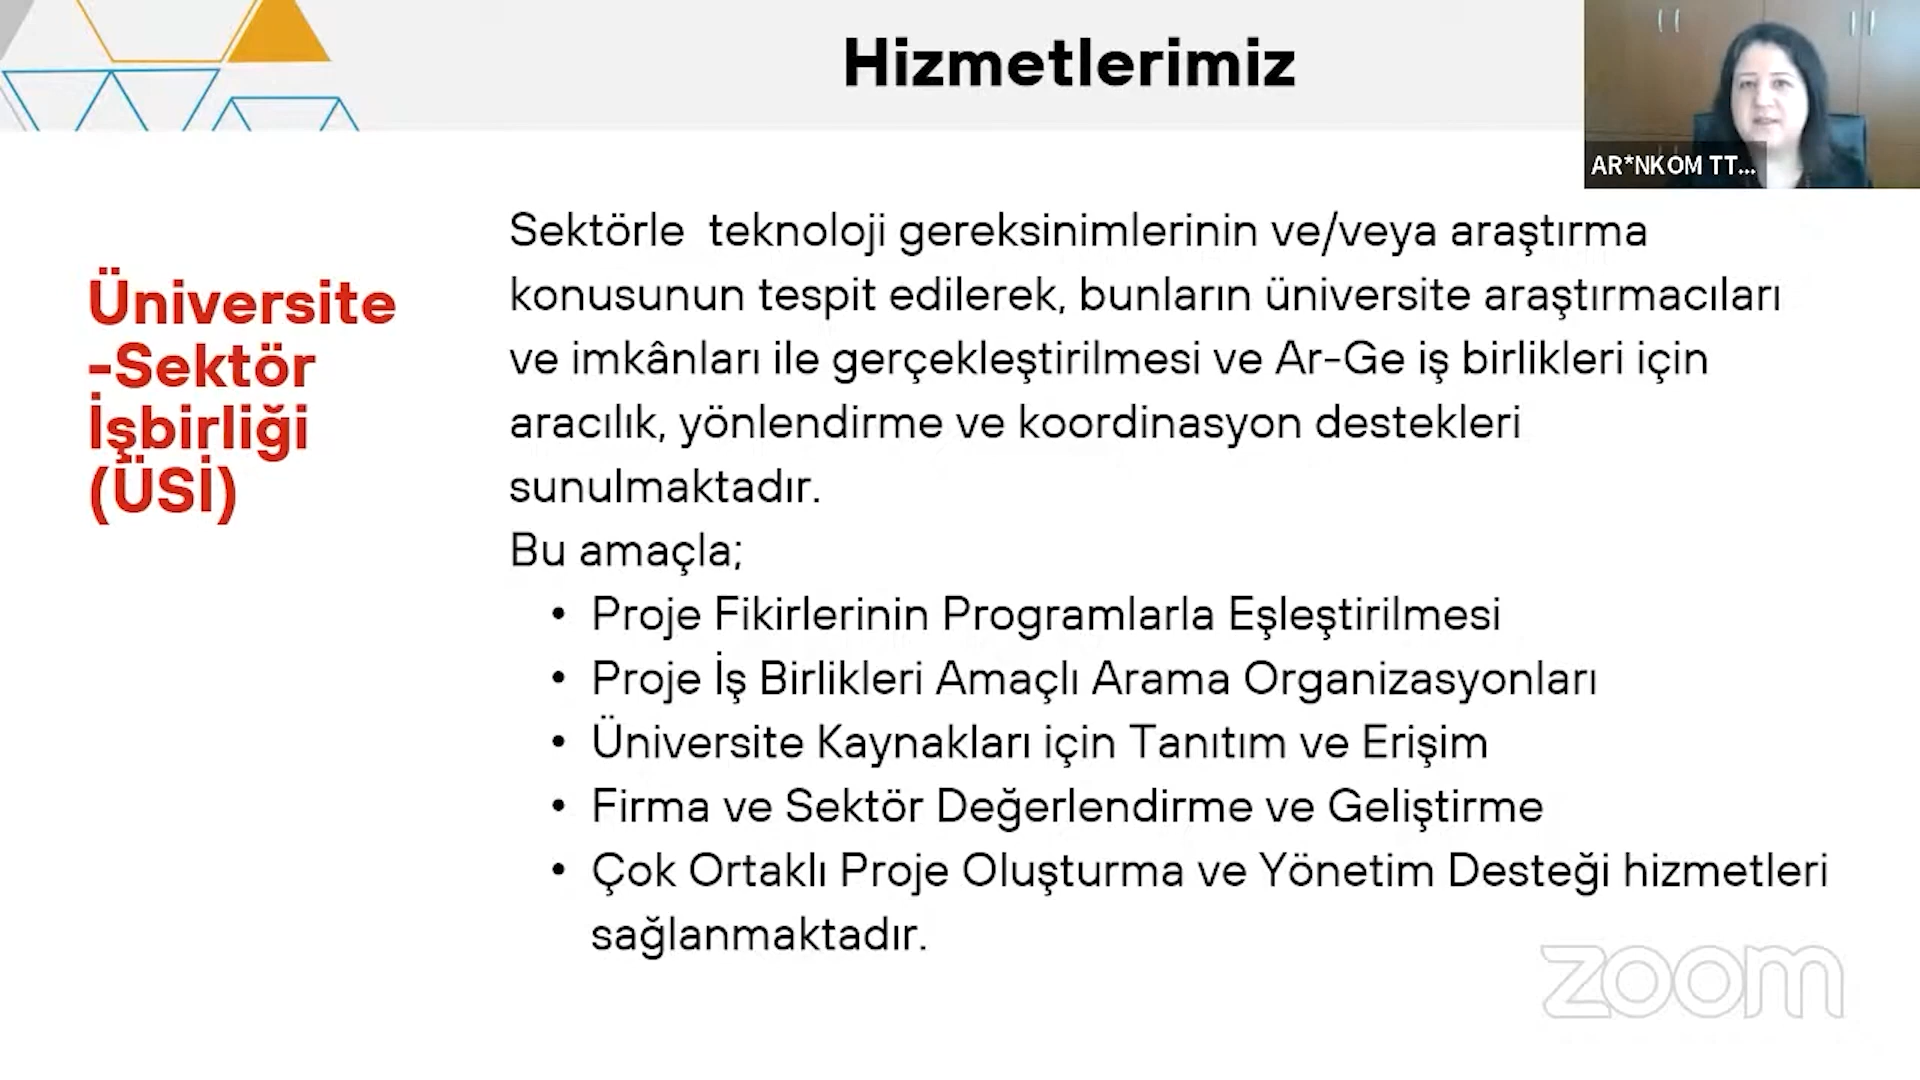 Hizmetlerimiz
AR*NKOM TT...
Üniversite
-Sektör
İşbirliği
(ÜSİ)
Sektörle teknoloji gereksinimlerinin ve/veya araştırma
konusunun tespit edilerek, bunların üniversite araştırmacıları
ve imkânları ile gerçekleştirilmesi ve Ar-Ge iş birlikleri için
aracılık, yönlendirme ve koordinasyon destekleri
sunulmaktadır.
Bu amaçla;
• Proje Fikirlerinin Programlarla Eşleştirilmesi
• Proje İş Birlikleri Amaçlı Arama Organizasyonları
• Üniversite Kaynakları için Tanıtım ve Erişim
• Firma ve Sektör Değerlendirme ve Geliştirme
• Çok Ortaklı Proje Oluşturma ve Yönetim Desteği hizmetleri
sağlanmaktadır.
zoom